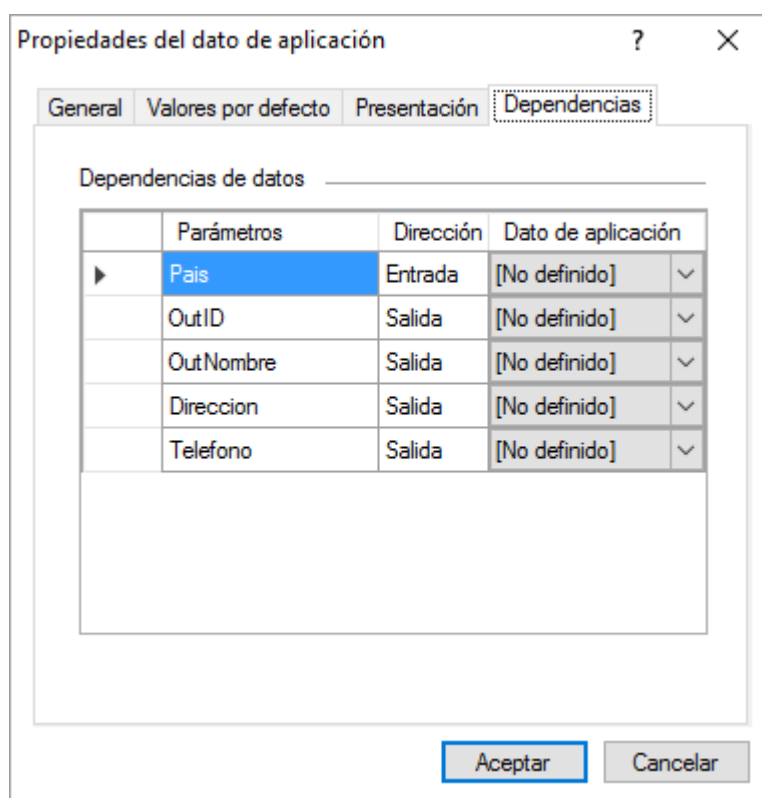 Propiedades del dato de aplicación ?
General Valores por defecto Presentación Dependencias
Dependencias de datos
Parámetros Dirección Dato de aplicación
Pais Entrada [No definido]
OutID Salida [No definido]
OutNombre Salida [No definido]
Direccion Salida [No definido]
Telefono Salida [No definido]
Aceptar Cancelar